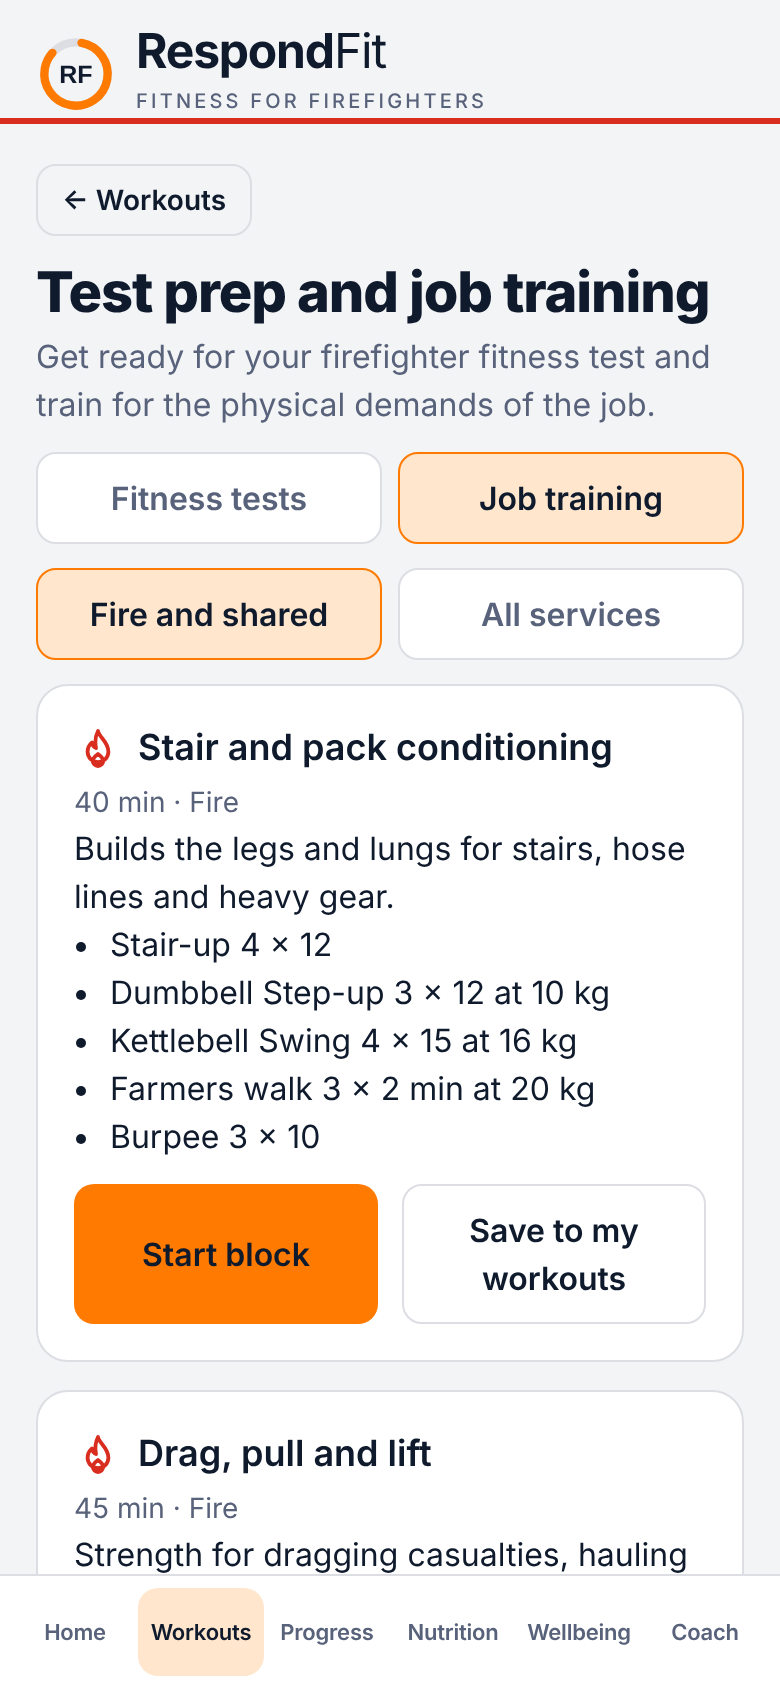 RF
RespondFit
FITNESS FOR FIREFIGHTERS
← Workouts
Test prep and job training
Get ready for your firefighter fitness test and
train for the physical demands of the job.
Fitness tests
Job training
Fire and shared
All services
Stair and pack conditioning
40 min · Fire
Builds the legs and lungs for stairs, hose
lines and heavy gear.
• Stair-up 4 × 12
• Dumbbell Step-up 3 × 12 at 10 kg
• Kettlebell Swing 4 × 15 at 16 kg
• Farmers walk 3 × 2 min at 20 kg
• Burpee 3 × 10
Start block
Save to my
workouts
Drag, pull and lift
45 min · Fire
Strength for dragging casualties, hauling
Home
Workouts
Progress
Nutrition
Wellbeing
Coach